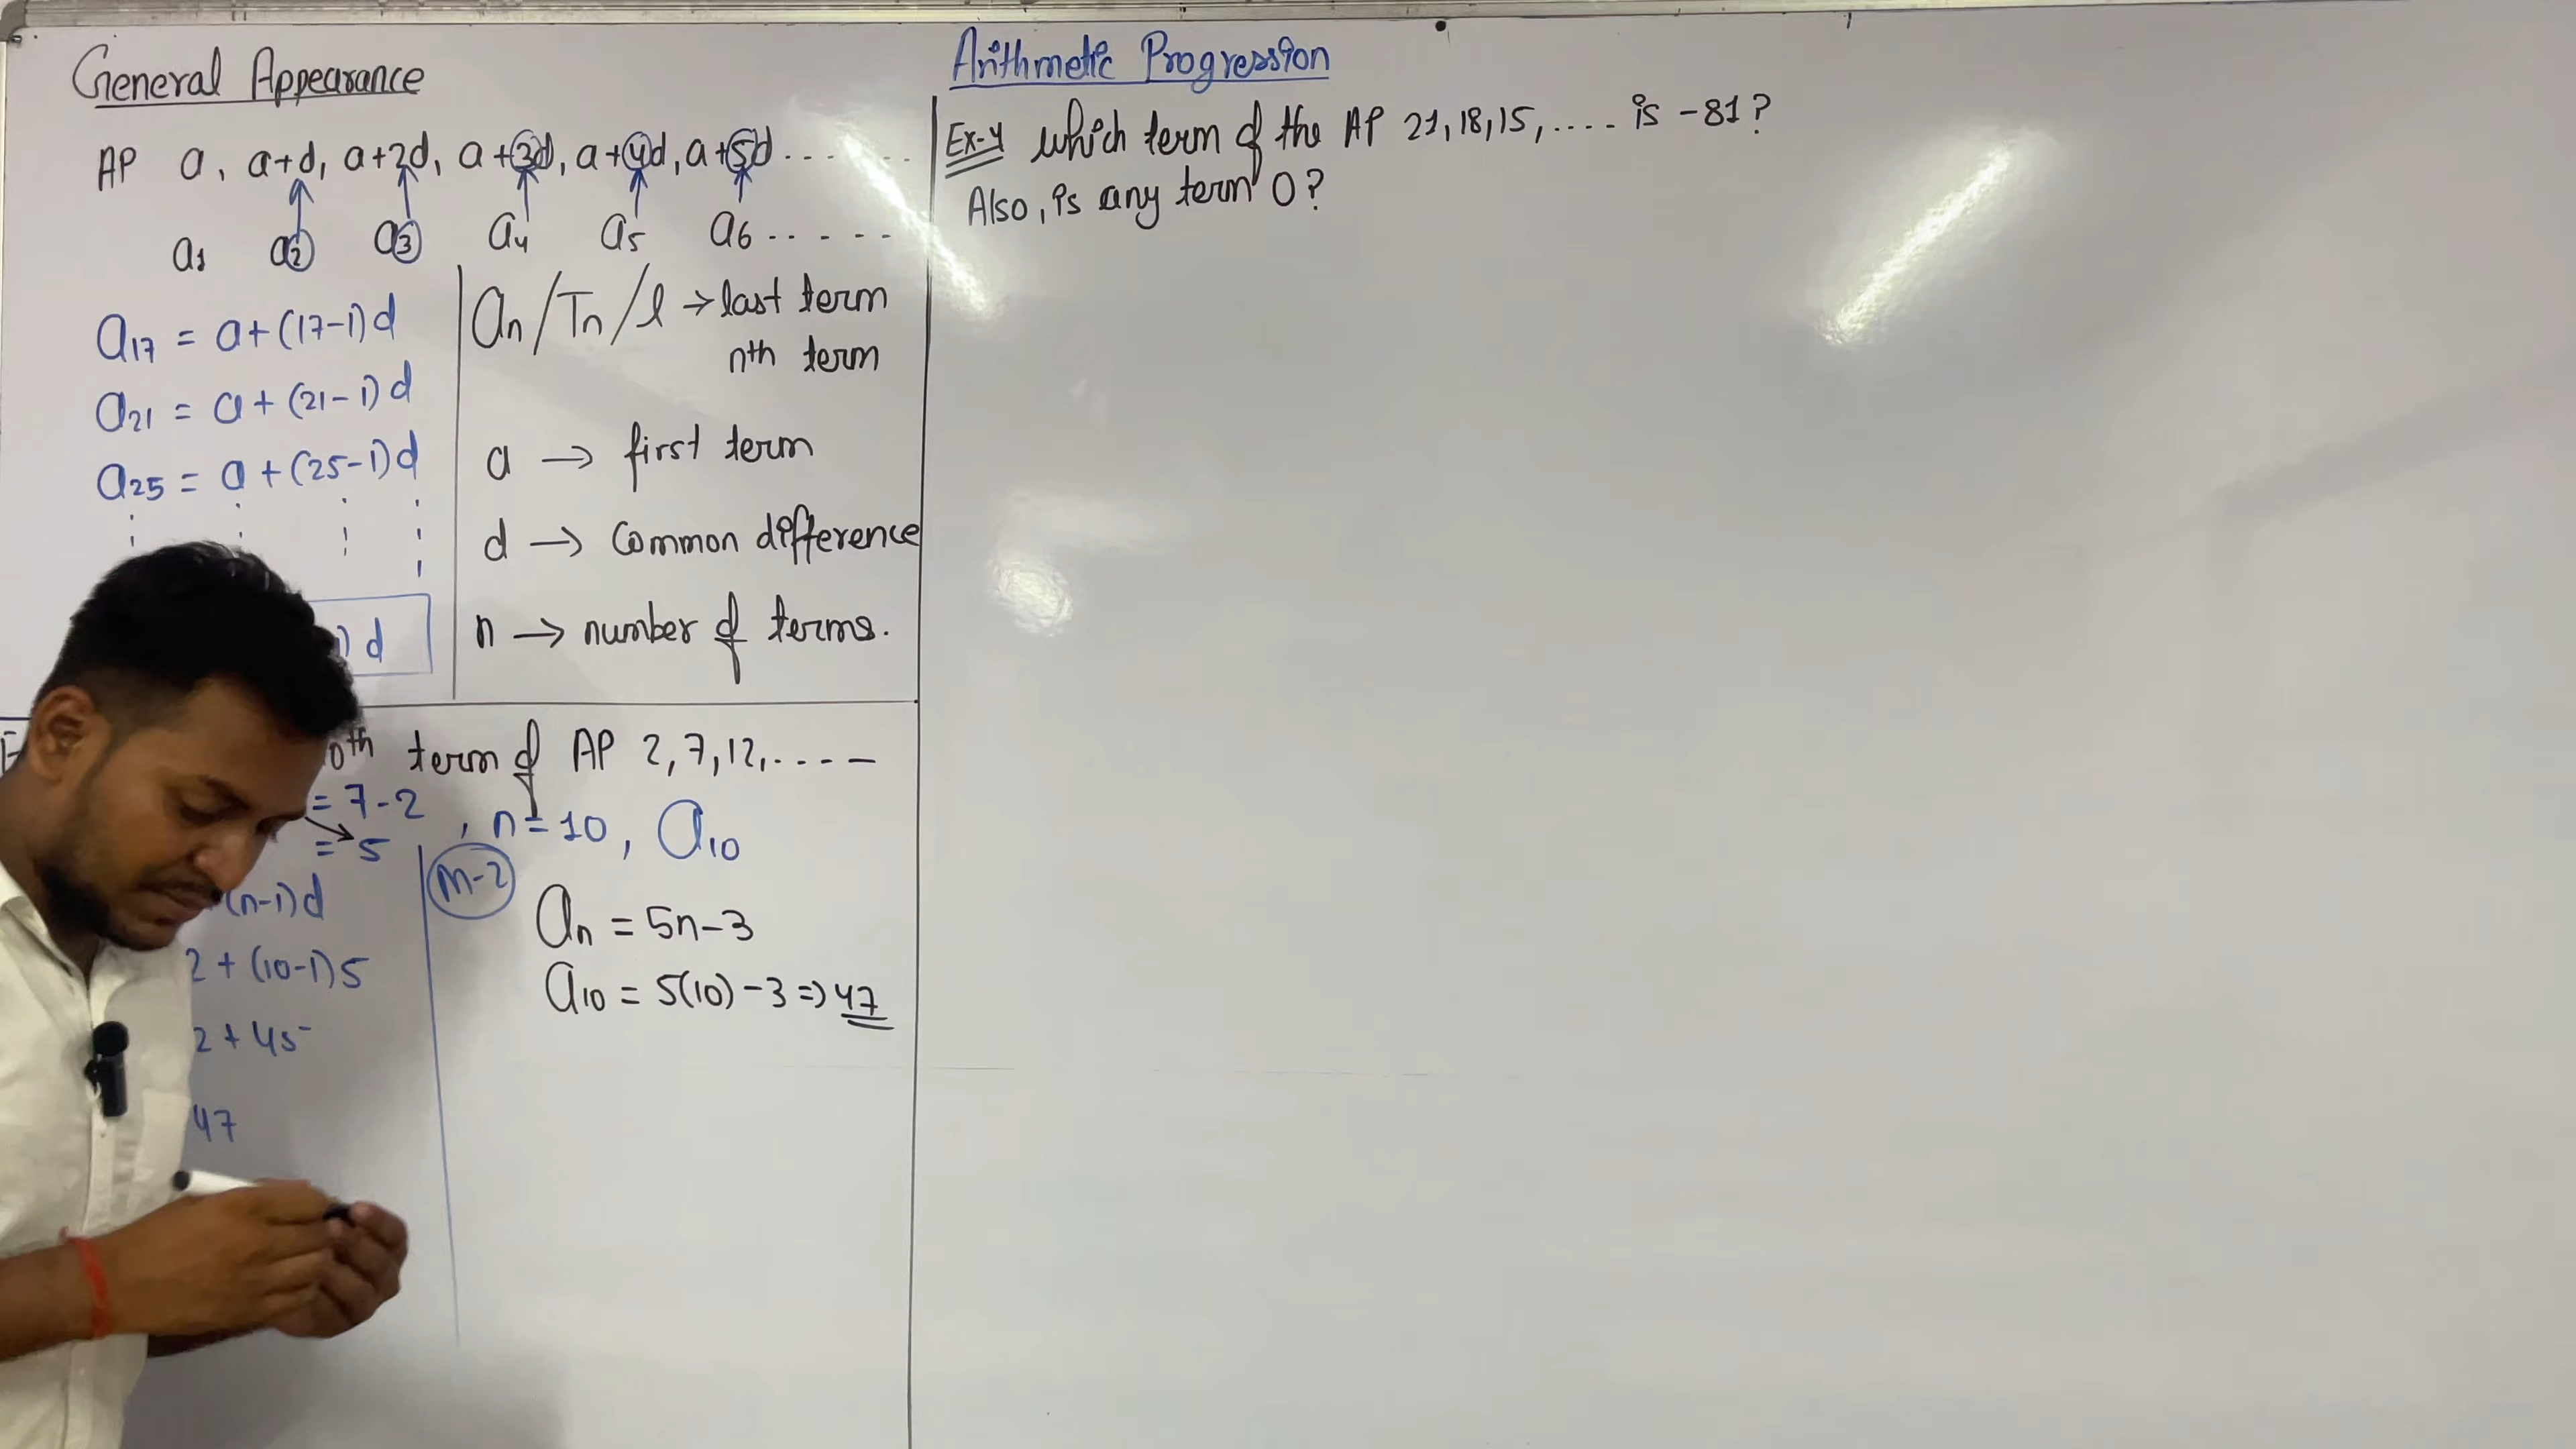 General Appearance
AP a, a+d, a+2d, a+3d, a+4d, a+5d.......
a1 a2 a3 a4 a5 a6......
a17 = a+(17-1)d
a21 = a+(21-1)d
a25 = a+(25-1)d
) d
an/Tn/l → last term
nth term
a → first term
d → Common difference
n → number of terms.
0th term of AP 2,7,12,.....
= 7-2
= 5
, n=10, a10
(n-1)d
2+(10-1)5
2+45
47
M-2
an = 5n-3
a10 = 5(10)-3 => 47
Arithmetic Progression
Ex-4 which term of the AP 21,18,15,.... is -81?
Also, is any term 0?